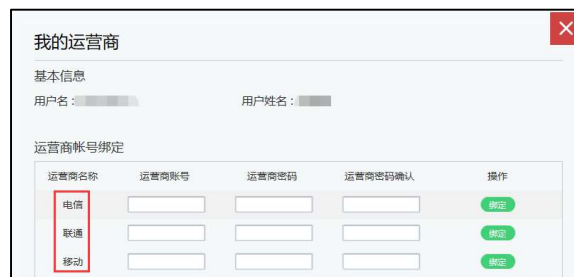 我的运营商
基本信息
用户名： 用户姓名：
运营商帐号绑定
运营商名称 运营商账号 运营商密码 运营商密码确认 操作
电信 绑定
联通 绑定
移动 绑定